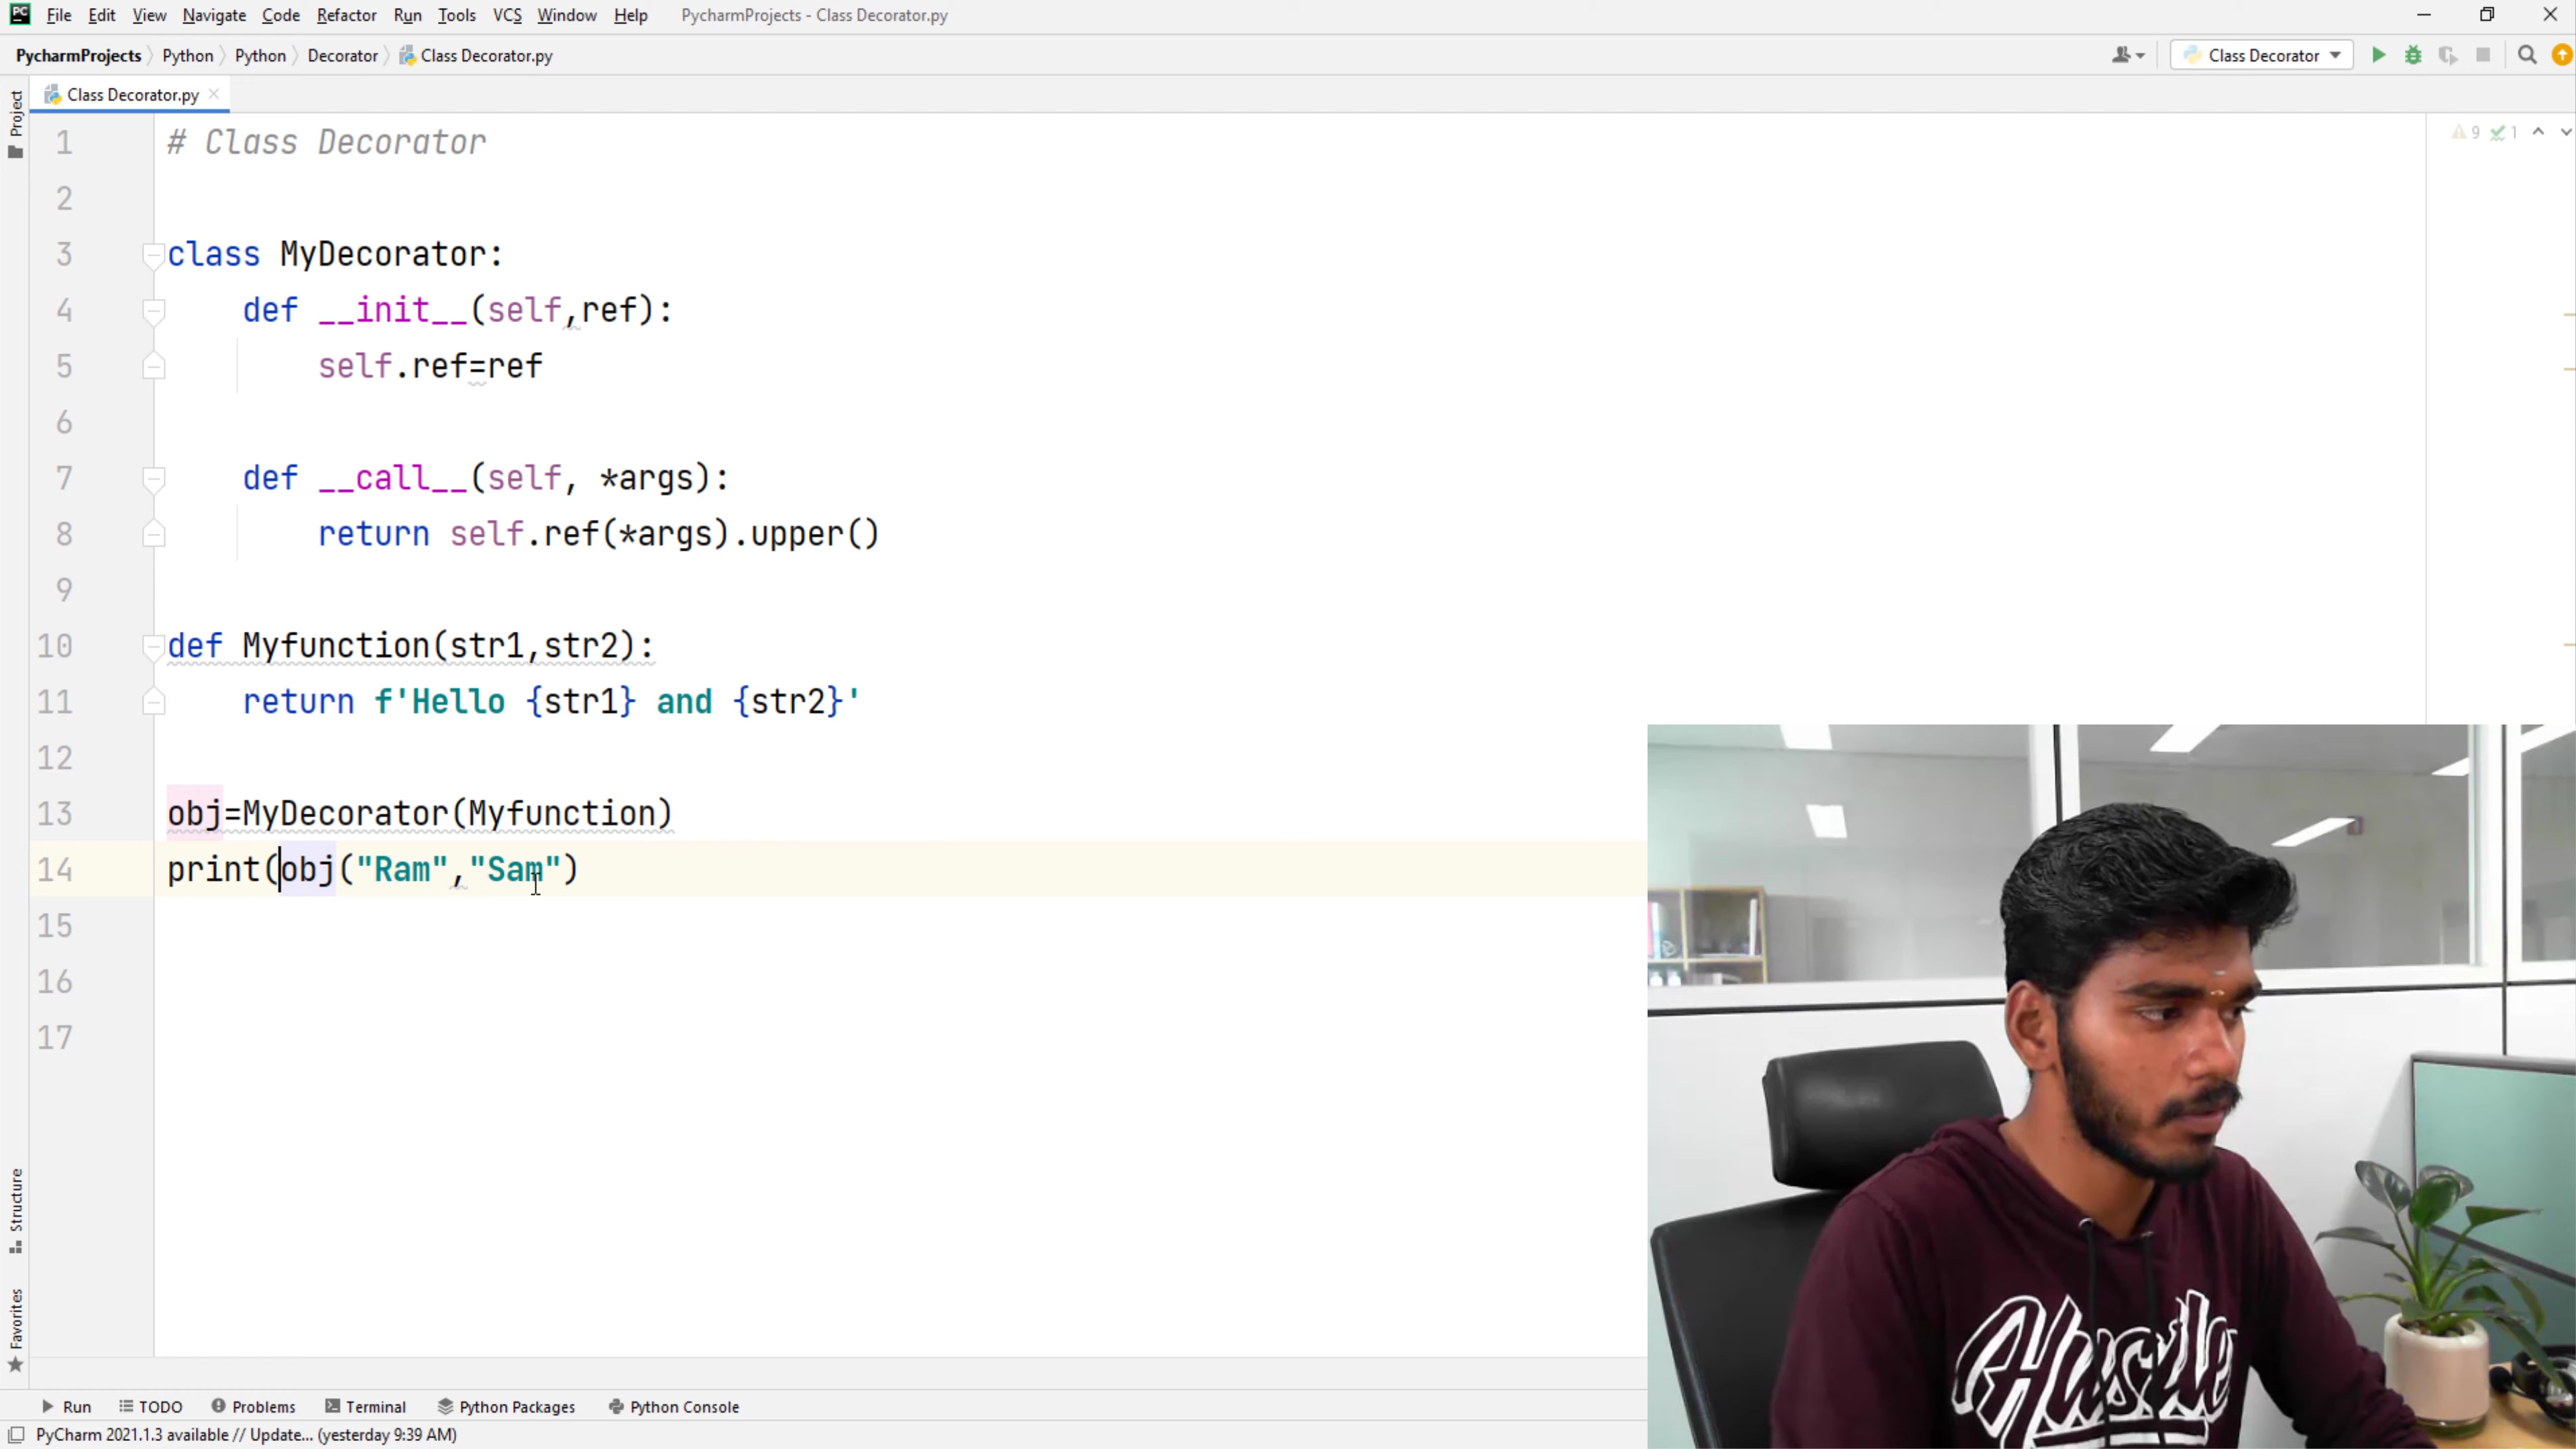 PC File Edit View Navigate Code Refactor Run Tools VCS Window Help PycharmProjects - Class Decorator.py
PycharmProjects Python Python Decorator Class Decorator.py Class Decorator
Project
Class Decorator.py
9 1
1 # Class Decorator
2
3 class MyDecorator:
4 def __init__(self,ref):
5 self.ref=ref
6
7 def __call__(self, *args):
8 return self.ref(*args).upper()
9
10 def Myfunction(str1,str2):
11 return f'Hello {str1} and {str2}'
12
13 obj=MyDecorator(Myfunction)
14 print(obj("Ram","Sam")
15
16
17
Structure
Favorites
Hustle
Run TODO Problems Terminal Python Packages Python Console
PyCharm 2021.1.3 available // Update... (yesterday 9:39 AM)